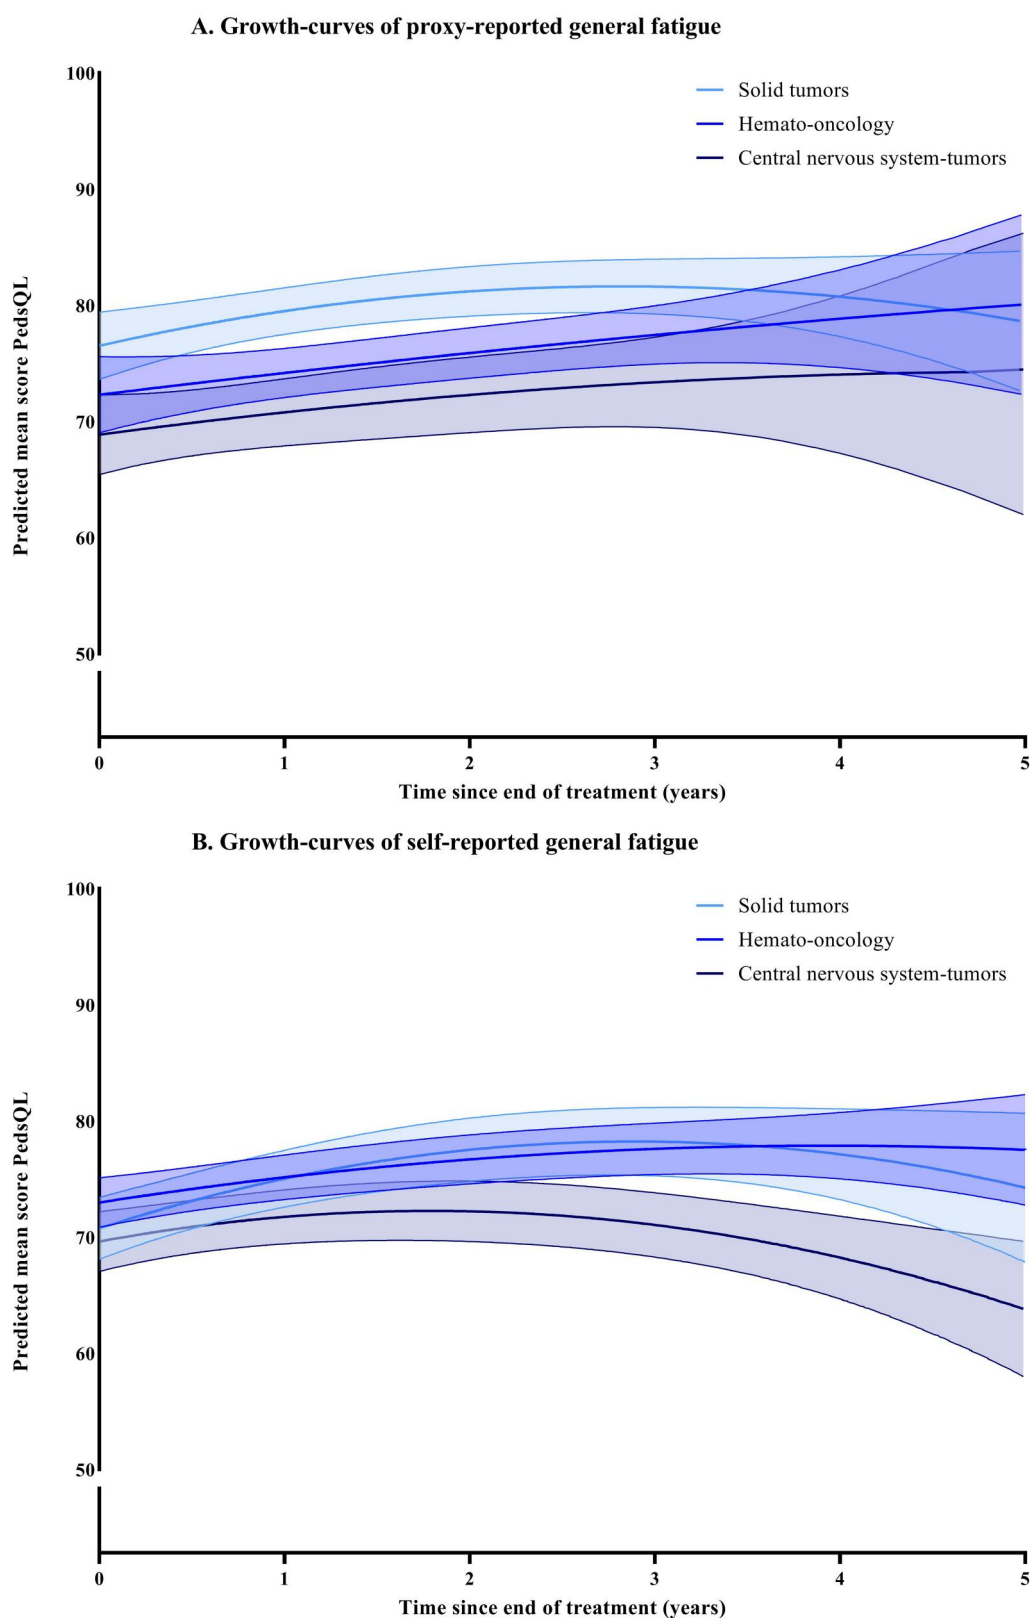 A. Growth-curves of proxy-reported general fatigue
100
90
80
70
60
50
Predicted mean score PedsQL
Solid tumors
Hemato-oncology
Central nervous system-tumors
0 1 2 3 4 5
Time since end of treatment (years)
B. Growth-curves of self-reported general fatigue
100
90
80
70
60
50
Predicted mean score PedsQL
Solid tumors
Hemato-oncology
Central nervous system-tumors
0 1 2 3 4 5
Time since end of treatment (years)